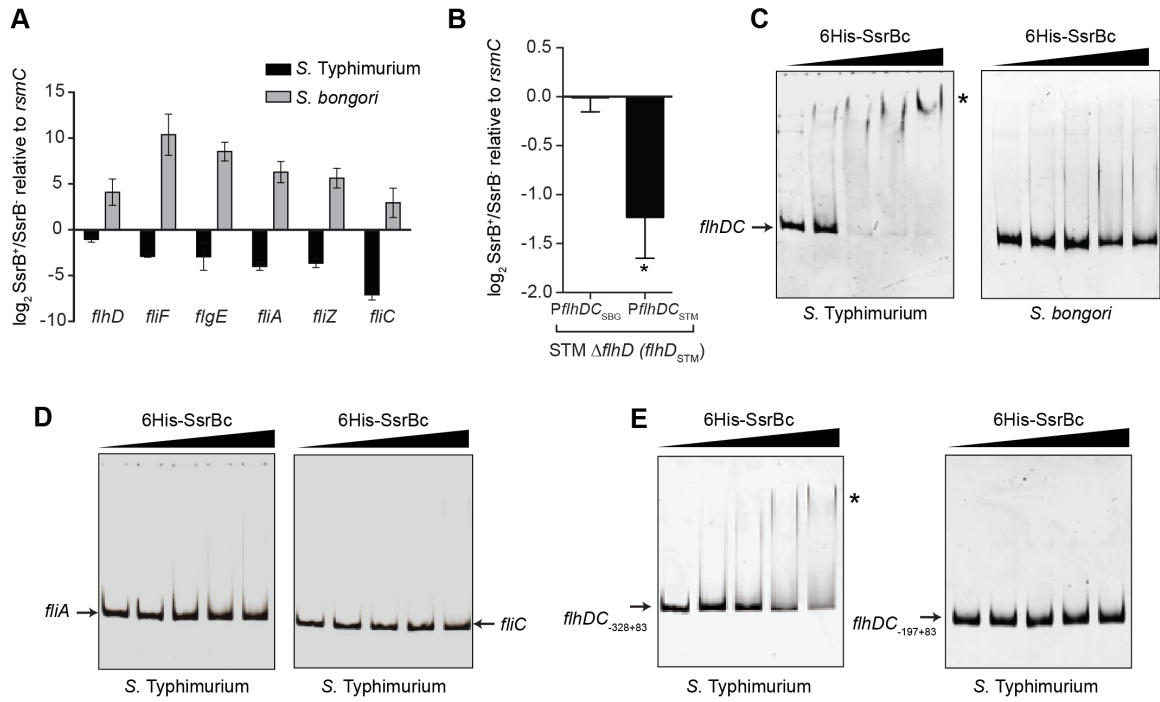 A
log2 SsrB+/SsrB- relative to rsmC
15
10
5
0
-5
-10
S. Typhimurium
S. bongori
flhD fliF flgE fliA fliZ fliC
B
log2 SsrB+/SsrB- relative to rsmC
0.5
0.0
-0.5
-1.0
-1.5
-2.0
*
PflhDCSBG PflhDCSTM
STM ΔflhD (flhDSTM)
C
6His-SsrBc 6His-SsrBc
*
flhDC
S. Typhimurium S. bongori
D
6His-SsrBc 6His-SsrBc
fliA
fliC
S. Typhimurium S. Typhimurium
E
6His-SsrBc 6His-SsrBc
*
flhDC-328+83
flhDC-197+83
S. Typhimurium S. Typhimurium